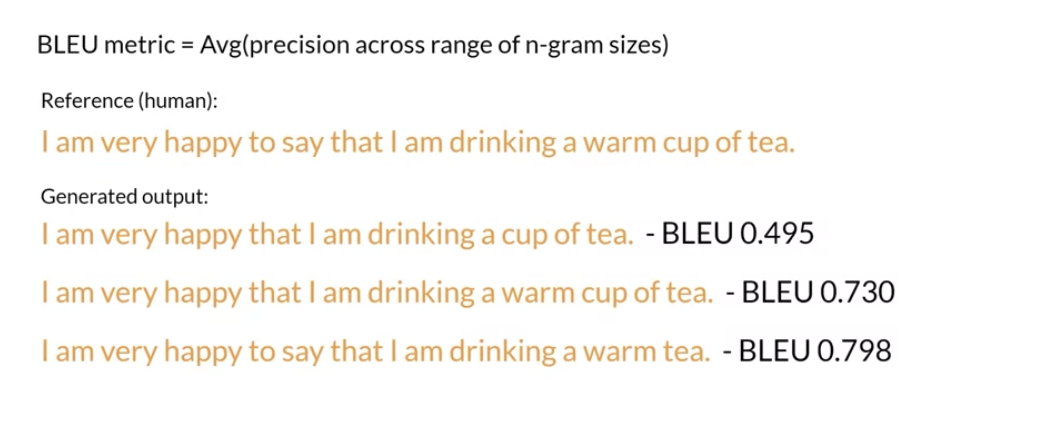 BLEU metric = Avg(precision across range of n-gram sizes)
Reference (human):
I am very happy to say that I am drinking a warm cup of tea.
Generated output:
I am very happy that I am drinking a cup of tea. - BLEU 0.495
I am very happy that I am drinking a warm cup of tea. - BLEU 0.730
I am very happy to say that I am drinking a warm tea. - BLEU 0.798